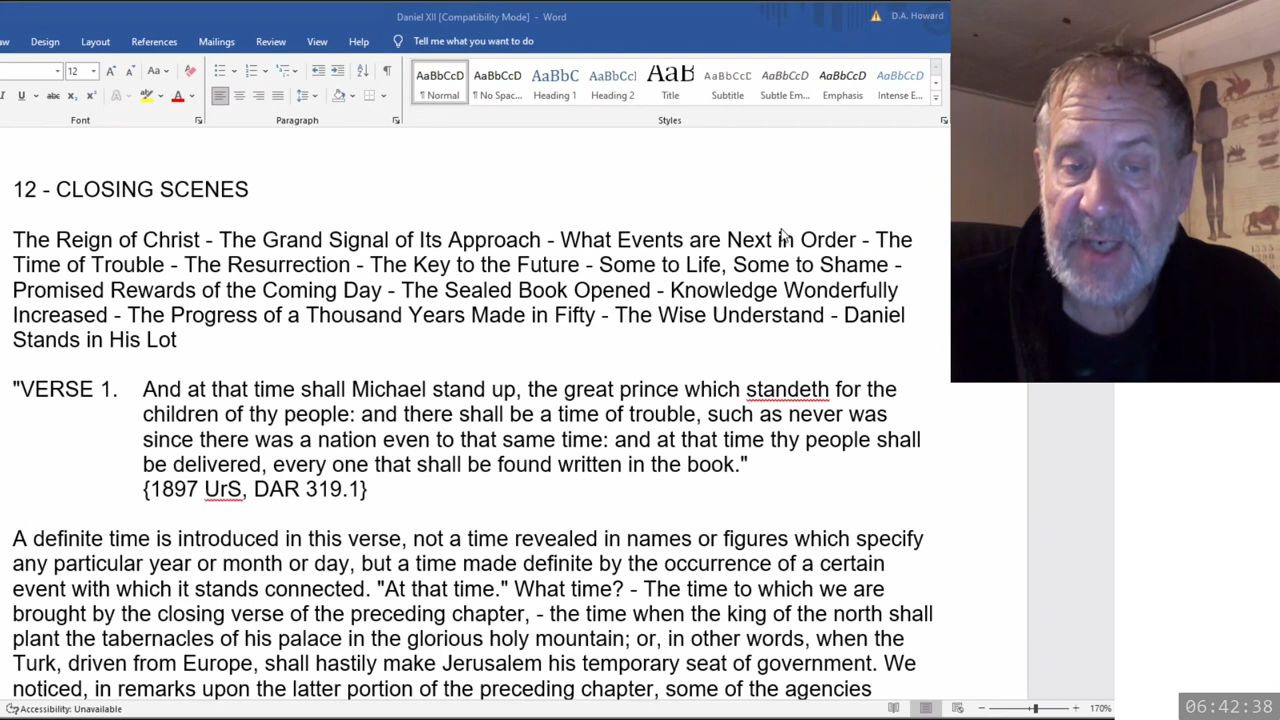 Daniel XII [Compatibility Mode] - Word
D.A. Howard
aw Design Layout References Mailings Review View Help Tell me what you want to do
12 Aa
AaBbCcD AaBbCcD AaBbC AaBbCcI AaB AaBbCcD AaBbCcD AaBbCcD AaBbCcD
I U abc x₂ x² A ab A
¶ Normal ¶ No Spac... Heading 1 Heading 2 Title Subtitle Subtle Em... Emphasis Intense E...
Font Paragraph Styles
12 - CLOSING SCENES
The Reign of Christ - The Grand Signal of Its Approach - What Events are Next in Order - The
Time of Trouble - The Resurrection - The Key to the Future - Some to Life, Some to Shame -
Promised Rewards of the Coming Day - The Sealed Book Opened - Knowledge Wonderfully
Increased - The Progress of a Thousand Years Made in Fifty - The Wise Understand - Daniel
Stands in His Lot
"VERSE 1. And at that time shall Michael stand up, the great prince which standeth for the
children of thy people: and there shall be a time of trouble, such as never was
since there was a nation even to that same time: and at that time thy people shall
be delivered, every one that shall be found written in the book."
{1897 UrS, DAR 319.1}
A definite time is introduced in this verse, not a time revealed in names or figures which specify
any particular year or month or day, but a time made definite by the occurrence of a certain
event with which it stands connected. "At that time." What time? - The time to which we are
brought by the closing verse of the preceding chapter, - the time when the king of the north shall
plant the tabernacles of his palace in the glorious holy mountain; or, in other words, when the
Turk, driven from Europe, shall hastily make Jerusalem his temporary seat of government. We
noticed, in remarks upon the latter portion of the preceding chapter, some of the agencies
Accessibility: Unavailable
170%
06:42:38